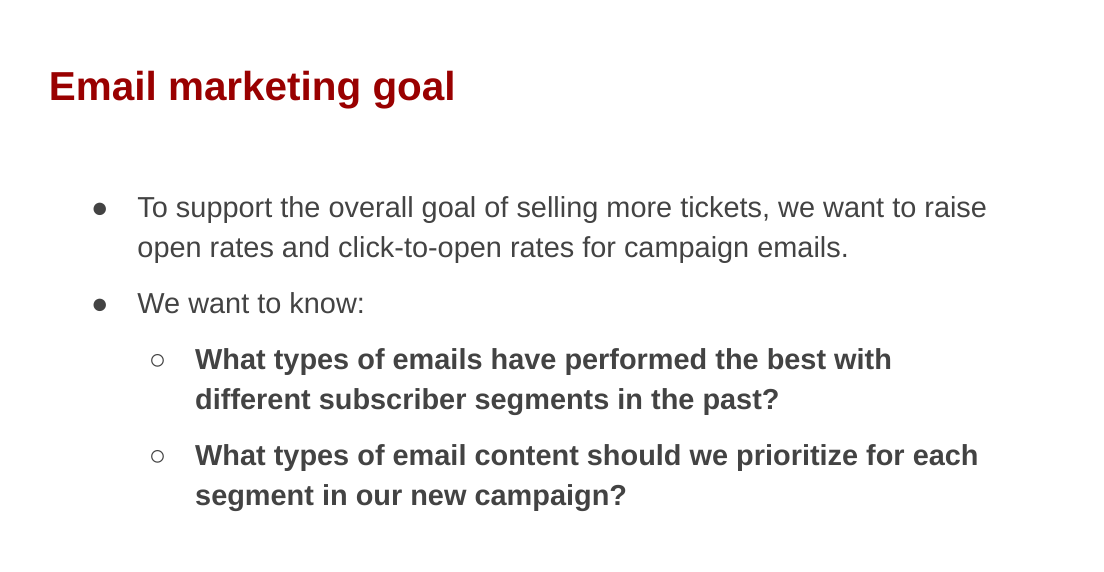 Email marketing goal
● To support the overall goal of selling more tickets, we want to raise
open rates and click-to-open rates for campaign emails.
● We want to know:
○ What types of emails have performed the best with
different subscriber segments in the past?
○ What types of email content should we prioritize for each
segment in our new campaign?